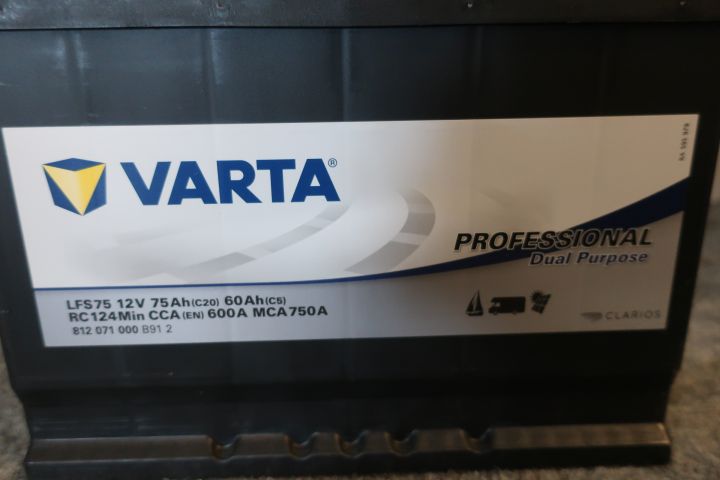 VARTA®
PROFESSIONAL
Dual Purpose
LFS75 12V 75Ah(C20) 60Ah(C5)
RC124Min CCA(EN) 600A MCA750A
812 071 000 B91 2
CLARIOS